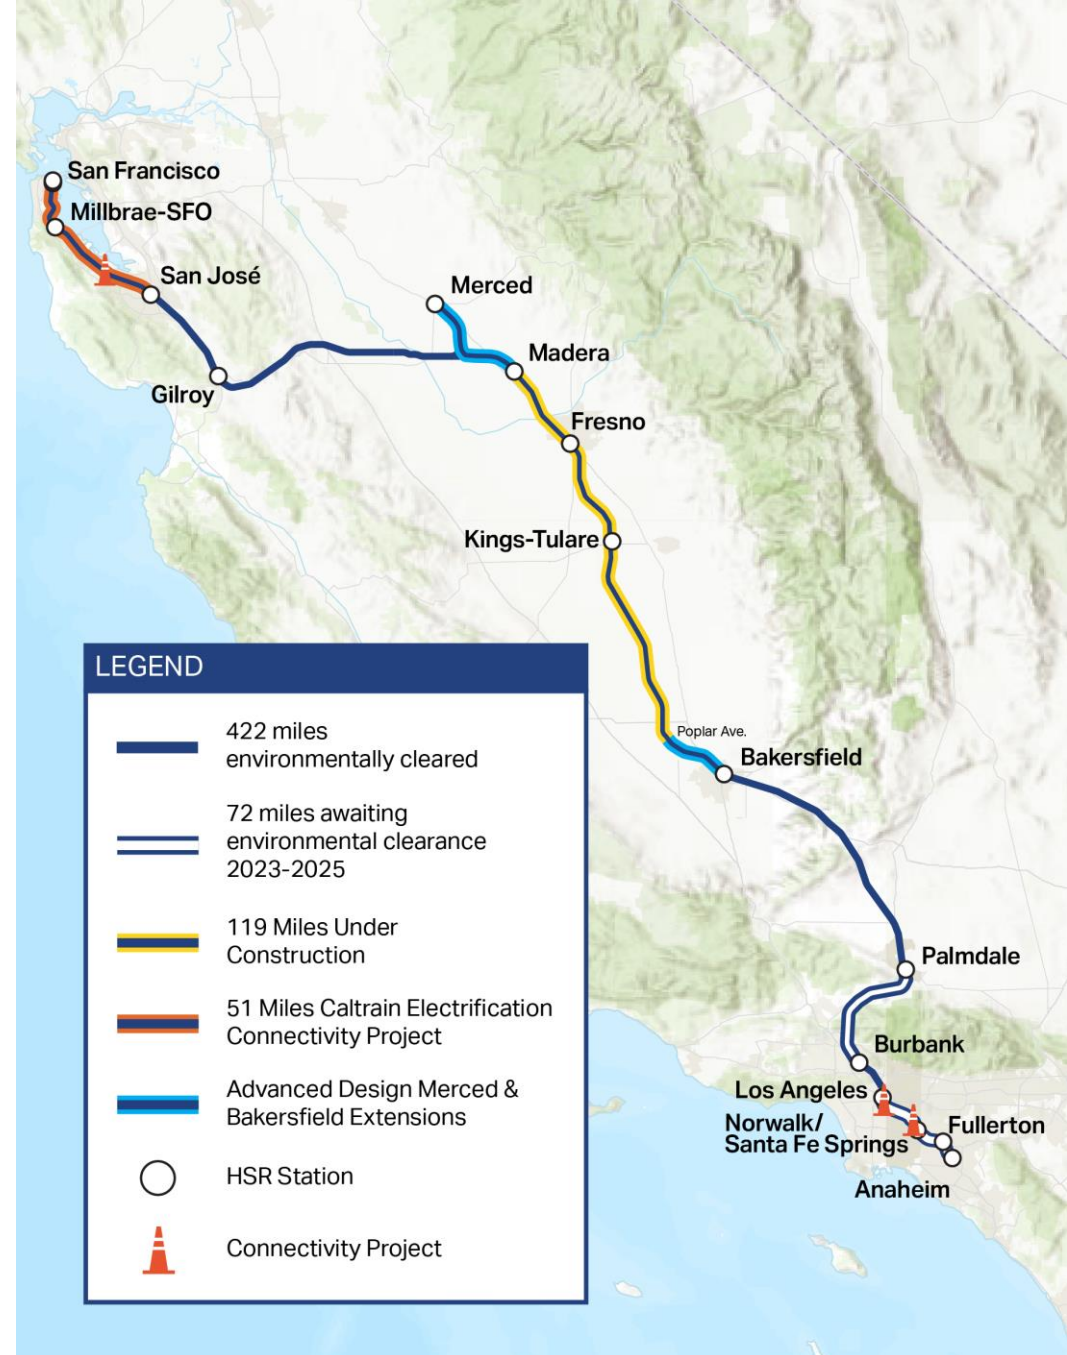 San Francisco
Millbrae-SFO
San José
Gilroy
Merced
Madera
Fresno
Kings-Tulare
Poplar Ave.
Bakersfield
Palmdale
Burbank
Los Angeles
Norwalk/
Santa Fe Springs
Fullerton
Anaheim
LEGEND
422 miles
environmentally cleared
72 miles awaiting
environmental clearance
2023-2025
119 Miles Under
Construction
51 Miles Caltrain Electrification
Connectivity Project
Advanced Design Merced &
Bakersfield Extensions
HSR Station
Connectivity Project